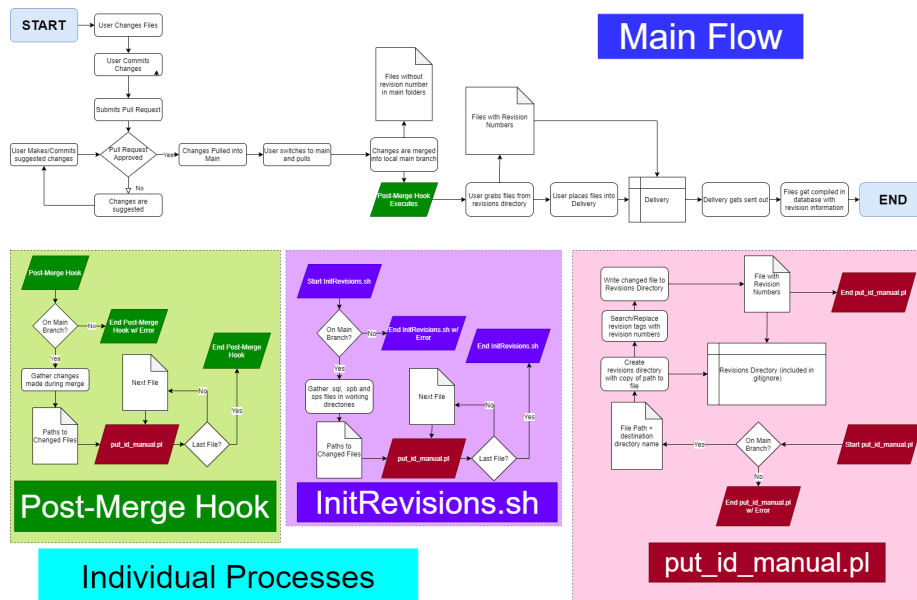 START
User Changes Files
User Commits
Changes
Submits Pull Request
Pull Request
Approved
Yes
No
Changes are
suggested
User Makes/Commits
suggested changes
Changes Pulled into
Main
User switches to main
and pulls
Changes are merged
into local main branch
Files without
revision number
in main folders
Post-Merge Hook
Executes
User grabs files from
revisions directory
Files with Revision
Numbers
User places files into
Delivery
Delivery
Delivery gets sent out
Files get compiled in
database with
revision information
END
Main Flow
Post-Merge Hook
On Main
Branch?
No
End Post-Merge
Hook w/ Error
Yes
Gather changes
made during merge
Paths to
Changed Files
put_id_manual.pl
Next File
No
Last File?
Yes
End Post-Merge
Hook
Post-Merge Hook
Start InitRevisions.sh
On Main
Branch?
No
End InitRevisions.sh w/
Error
Yes
Gather .sql, .spb and
.sps files in working
directories
Paths to
Changed Files
put_id_manual.pl
Next File
No
Last File?
Yes
End InitRevisions.sh
InitRevisions.sh
Write changed file to
Revisions Directory
File with
Revision
Numbers
End put_id_manual.pl
Search/Replace
revision tags with
revision numbers
Create
revisions directory
with copy of path to
file
Revisions Directory (included in
gitignore)
File Path +
destination
directory name
Yes
On Main
Branch?
Start put_id_manual.pl
No
End put_id_manual.pl
w/ Error
put_id_manual.pl
Individual Processes